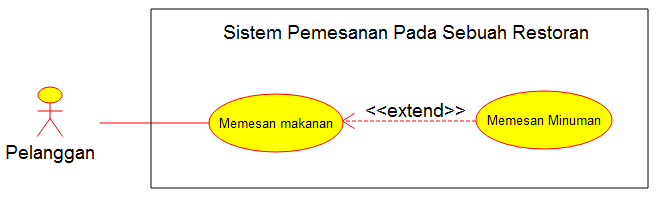 Sistem Pemesanan Pada Sebuah Restoran
<<extend>>
Memesan makanan
Memesan Minuman
Pelanggan